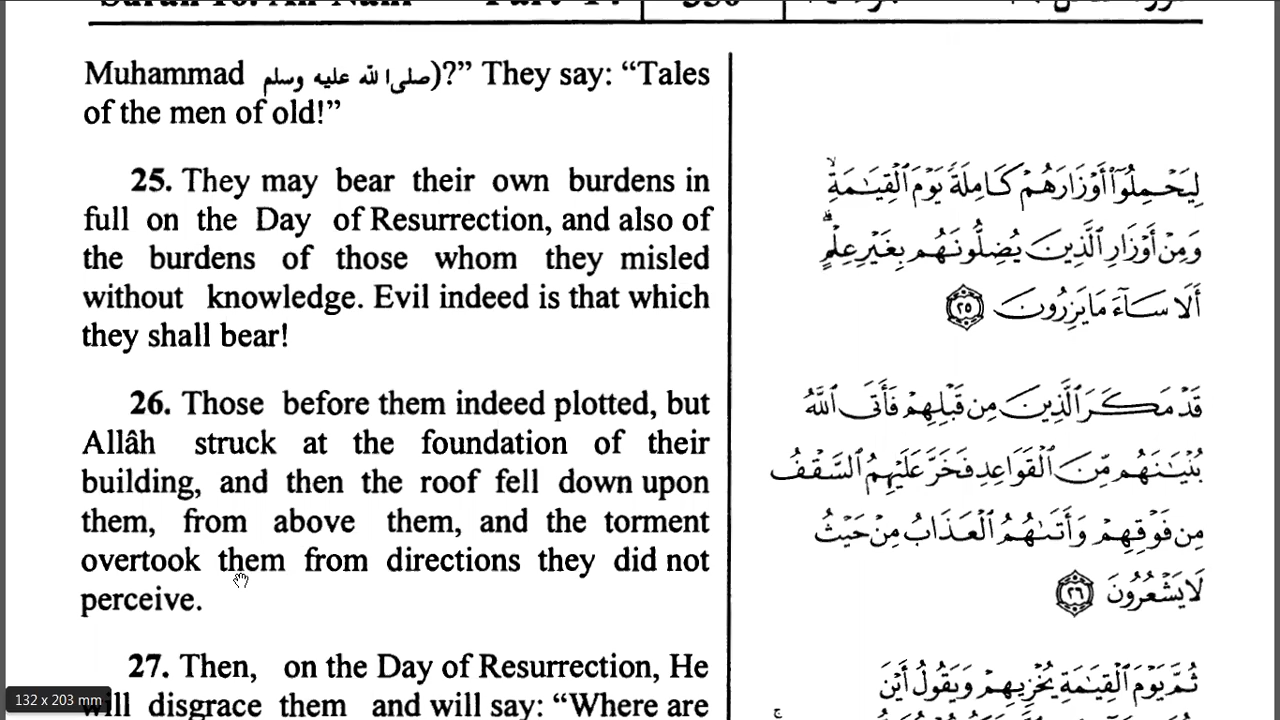 Muhammad صلى الله عليه وسلم)?” They say: “Tales
of the men of old!”
25. They may bear their own burdens in
full on the Day of Resurrection, and also of
the burdens of those whom they misled
without knowledge. Evil indeed is that which
they shall bear!
26. Those before them indeed plotted, but
Allâh struck at the foundation of their
building, and then the roof fell down upon
them, from above them, and the torment
overtook them from directions they did not
perceive.
27. Then, on the Day of Resurrection, He
will disgrace them and will say: “Where are
لِيَحْمِلُوٓا۟ أَوْزَارَهُمْ كَامِلَةً يَوْمَ ٱلْقِيَـٰمَةِ ۙ
وَمِنْ أَوْزَارِ ٱلَّذِينَ يُضِلُّونَهُم بِغَيْرِ عِلْمٍ ۗ
أَلَا سَآءَ مَا يَزِرُونَ ٢٥
قَدْ مَكَرَ ٱلَّذِينَ مِن قَبْلِهِمْ فَأَتَى ٱللَّهُ
بُنْيَـٰنَهُم مِّنَ ٱلْقَوَاعِدِ فَخَرَّ عَلَيْهِمُ ٱلسَّقْفُ
مِن فَوْقِهِمْ وَأَتَىٰهُمُ ٱلْعَذَابُ مِنْ حَيْثُ
لَا يَشْعُرُونَ ٢٦
ثُمَّ يَوْمَ ٱلْقِيَـٰمَةِ يُخْزِيهِمْ وَيَقُولُ أَيْنَ
132 x 203 mm